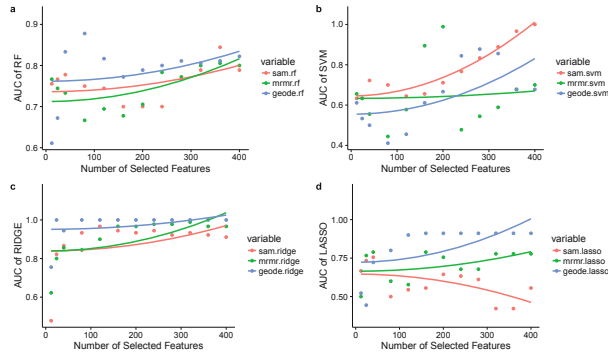 a
0.9
0.8
0.7
0.6
AUC of RF
0 100 200 300 400
Number of Selected Features
variable
sam.rf
mrmr.rf
geode.rf
b
1.0
0.8
0.6
0.4
AUC of SVM
0 100 200 300 400
Number of Selected Features
variable
sam.svm
mrmr.svm
geode.svm
c
1.0
0.8
0.6
AUC of RIDGE
0 100 200 300 400
Number of Selected Features
variable
sam.ridge
mrmr.ridge
geode.ridge
d
1.00
0.75
0.50
AUC of LASSO
0 100 200 300 400
Number of Selected Features
variable
sam.lasso
mrmr.lasso
geode.lasso